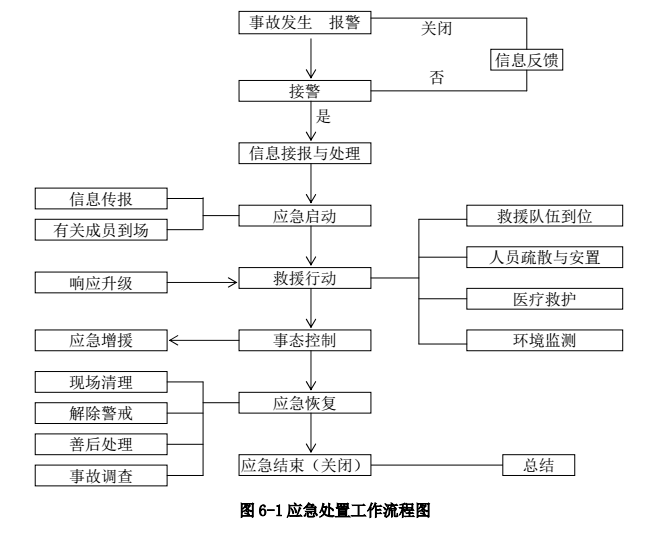 事故发生 报警
关闭
信息反馈
否
接警
是
信息接报与处理
信息传报
应急启动
救援队伍到位
有关成员到场
人员疏散与安置
响应升级
救援行动
医疗救护
应急增援
事态控制
环境监测
现场清理
应急恢复
解除警戒
善后处理
应急结束（关闭）
总结
事故调查
图 6-1 应急处置工作流程图